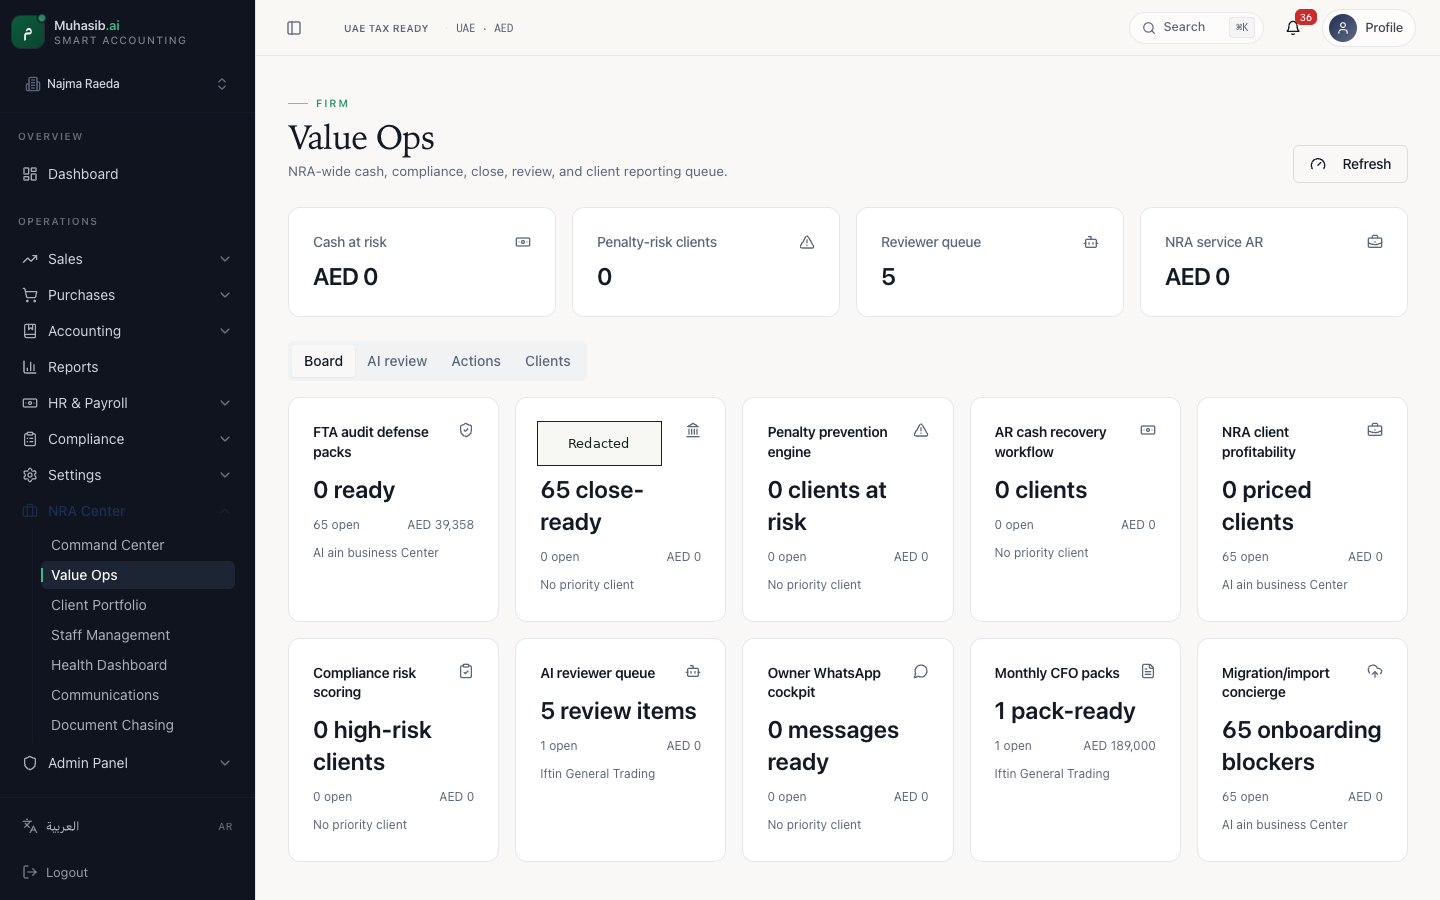 Muhasib.ai
SMART ACCOUNTING
Najma Raeda
OVERVIEW
Dashboard
OPERATIONS
Sales
Purchases
Accounting
Reports
HR & Payroll
Compliance
Settings
NRA Center
Command Center
Value Ops
Client Portfolio
Staff Management
Health Dashboard
Communications
Document Chasing
Admin Panel
العربية AR
Logout
UAE TAX READY · UAE · AED
Search ⌘K
36
Profile
FIRM
Value Ops
NRA-wide cash, compliance, close, review, and client reporting queue.
Refresh
Cash at risk
AED 0
Penalty-risk clients
0
Reviewer queue
5
NRA service AR
AED 0
Board AI review Actions Clients
FTA audit defense
packs
0 ready
65 open AED 39,358
Al ain business Center
Redacted
65 close-
ready
0 open AED 0
No priority client
Penalty prevention
engine
0 clients at
risk
0 open AED 0
No priority client
AR cash recovery
workflow
0 clients
0 open AED 0
No priority client
NRA client
profitability
0 priced
clients
65 open AED 0
Al ain business Center
Compliance risk
scoring
0 high-risk
clients
0 open AED 0
No priority client
AI reviewer queue
5 review items
1 open AED 0
Iftin General Trading
Owner WhatsApp
cockpit
0 messages
ready
0 open AED 0
No priority client
Monthly CFO packs
1 pack-ready
1 open AED 189,000
Iftin General Trading
Migration/import
concierge
65 onboarding
blockers
65 open AED 0
Al ain business Center